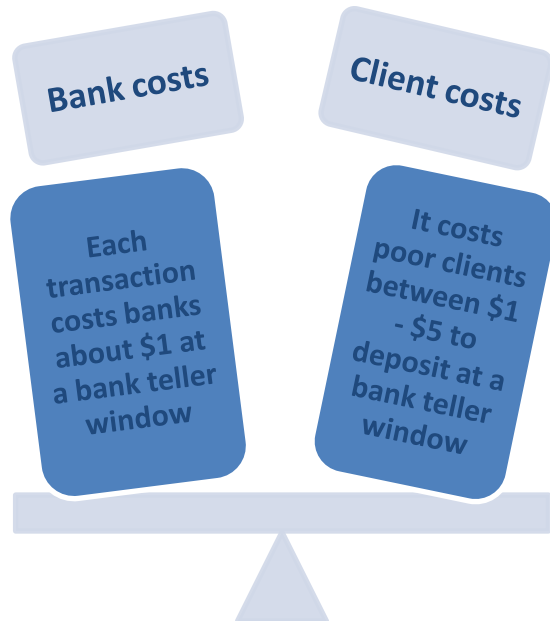 Bank costs
Each
transaction
costs banks
about $1 at
a bank teller
window
Client costs
It costs
poor clients
between $1
- $5 to
deposit at a
bank teller
window